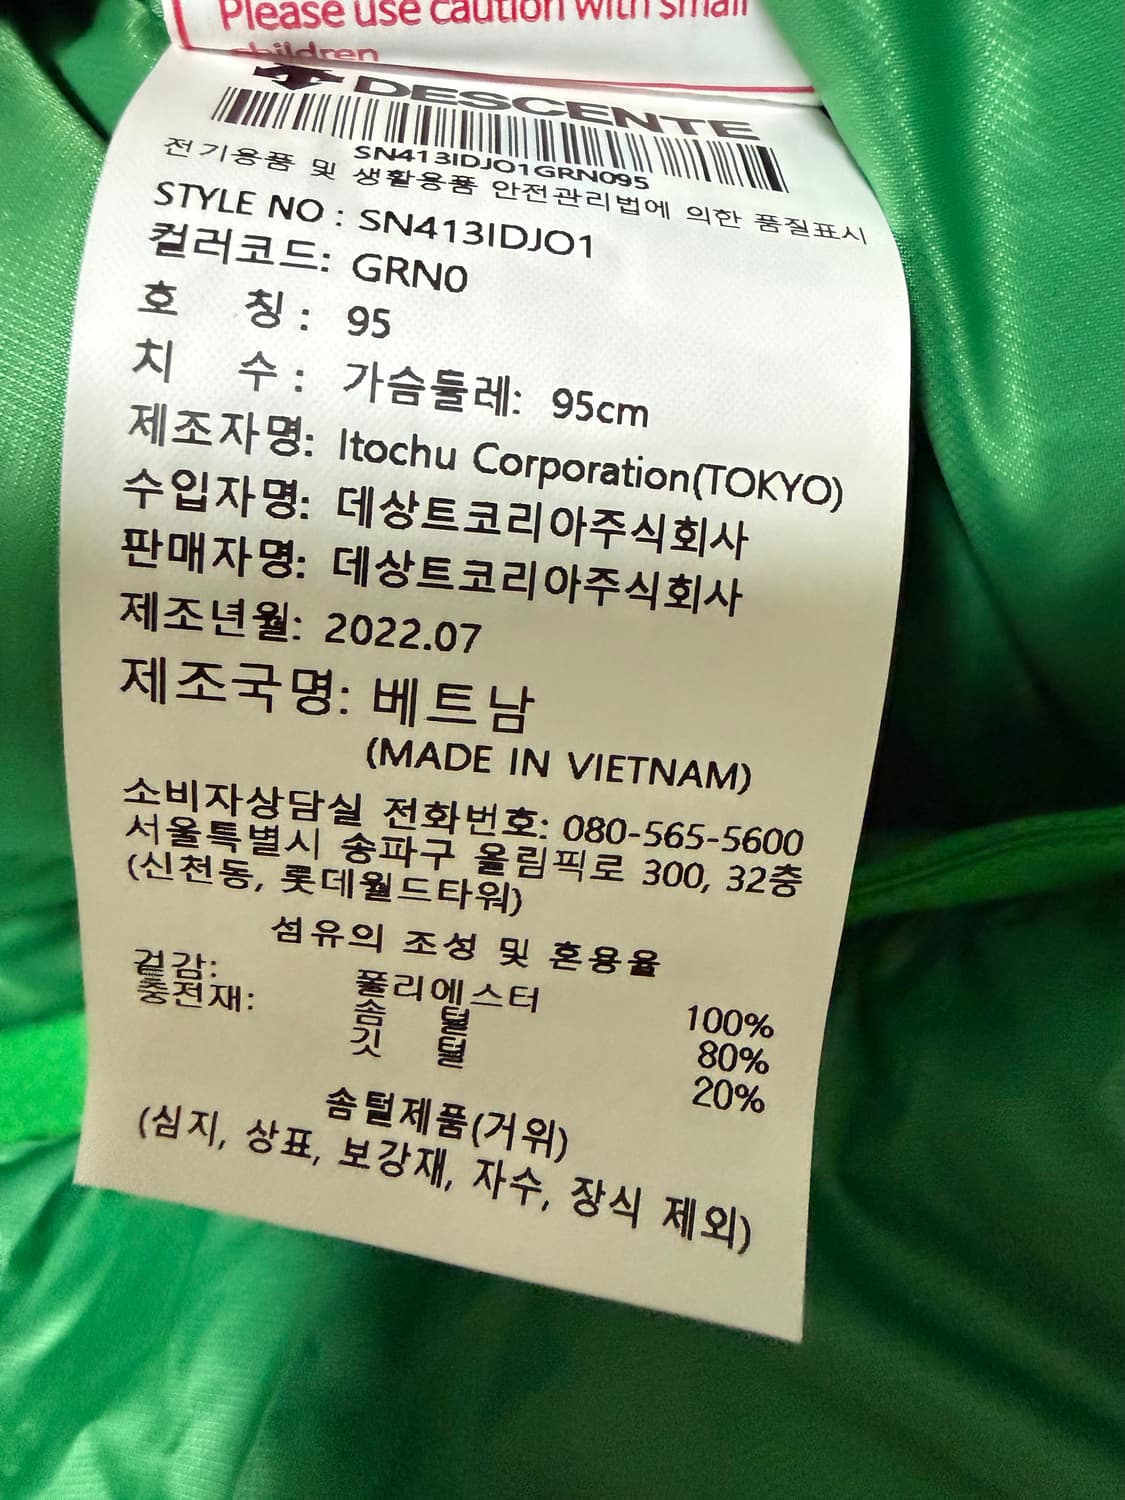 Please use caution with small
children
DESCENTE
SN413IDJO1GRN095
전기용품 및 생활용품 안전관리법에 의한 품질표시
STYLE NO : SN413IDJO1
컬러코드: GRN0
호 칭 : 95
치 수 : 가슴둘레: 95cm
제조자명: Itochu Corporation(TOKYO)
수입자명: 데상트코리아주식회사
판매자명: 데상트코리아주식회사
제조년월: 2022.07
제조국명: 베트남
(MADE IN VIETNAM)
소비자상담실 전화번호: 080-565-5600
서울특별시 송파구 올림픽로 300, 32층
(신천동, 롯데월드타워)
섬유의 조성 및 혼용율
겉감: 폴리에스터 100%
충전재: 솜 털 80%
깃 털 20%
솜털제품(거위)
(심지, 상표, 보강재, 자수, 장식 제외)